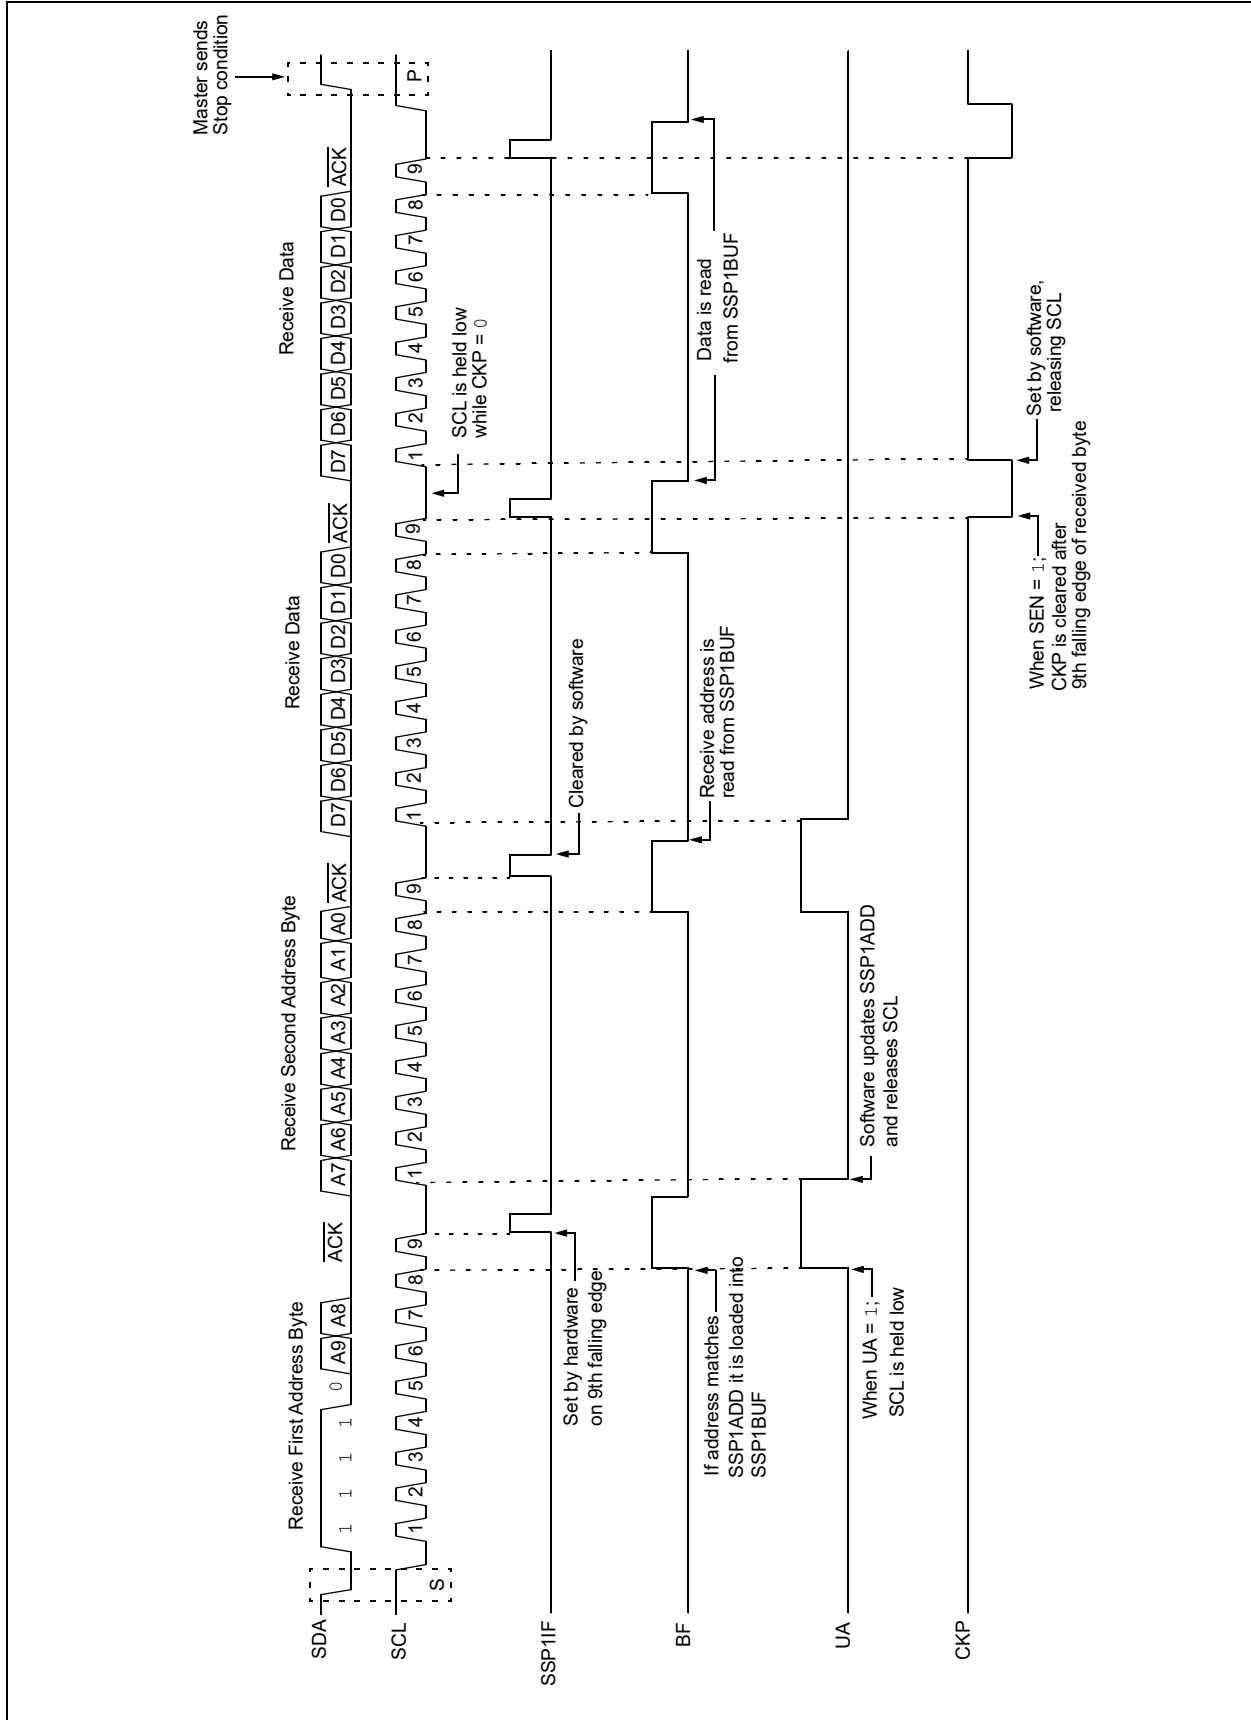 Master sends
Stop condition
Receive First Address Byte
Receive Second Address Byte
Receive Data
Receive Data
SDA
1 1 1 1 0 A9 A8 ACK
A7 A6 A5 A4 A3 A2 A1 A0 ACK
D7 D6 D5 D4 D3 D2 D1 D0 ACK
D7 D6 D5 D4 D3 D2 D1 D0 ACK
SCL
S
1 2 3 4 5 6 7 8 9
1 2 3 4 5 6 7 8 9
1 2 3 4 5 6 7 8 9
1 2 3 4 5 6 7 8 9
P
SCL is held low
while CKP = 0
SSP1IF
Set by hardware
on 9th falling edge
Cleared by software
BF
If address matches
SSP1ADD it is loaded into
SSP1BUF
Receive address is
read from SSP1BUF
Data is read
from SSP1BUF
UA
When UA = 1;
SCL is held low
Software updates SSP1ADD
and releases SCL
CKP
When SEN = 1;
CKP is cleared after
9th falling edge of received byte
Set by software,
releasing SCL